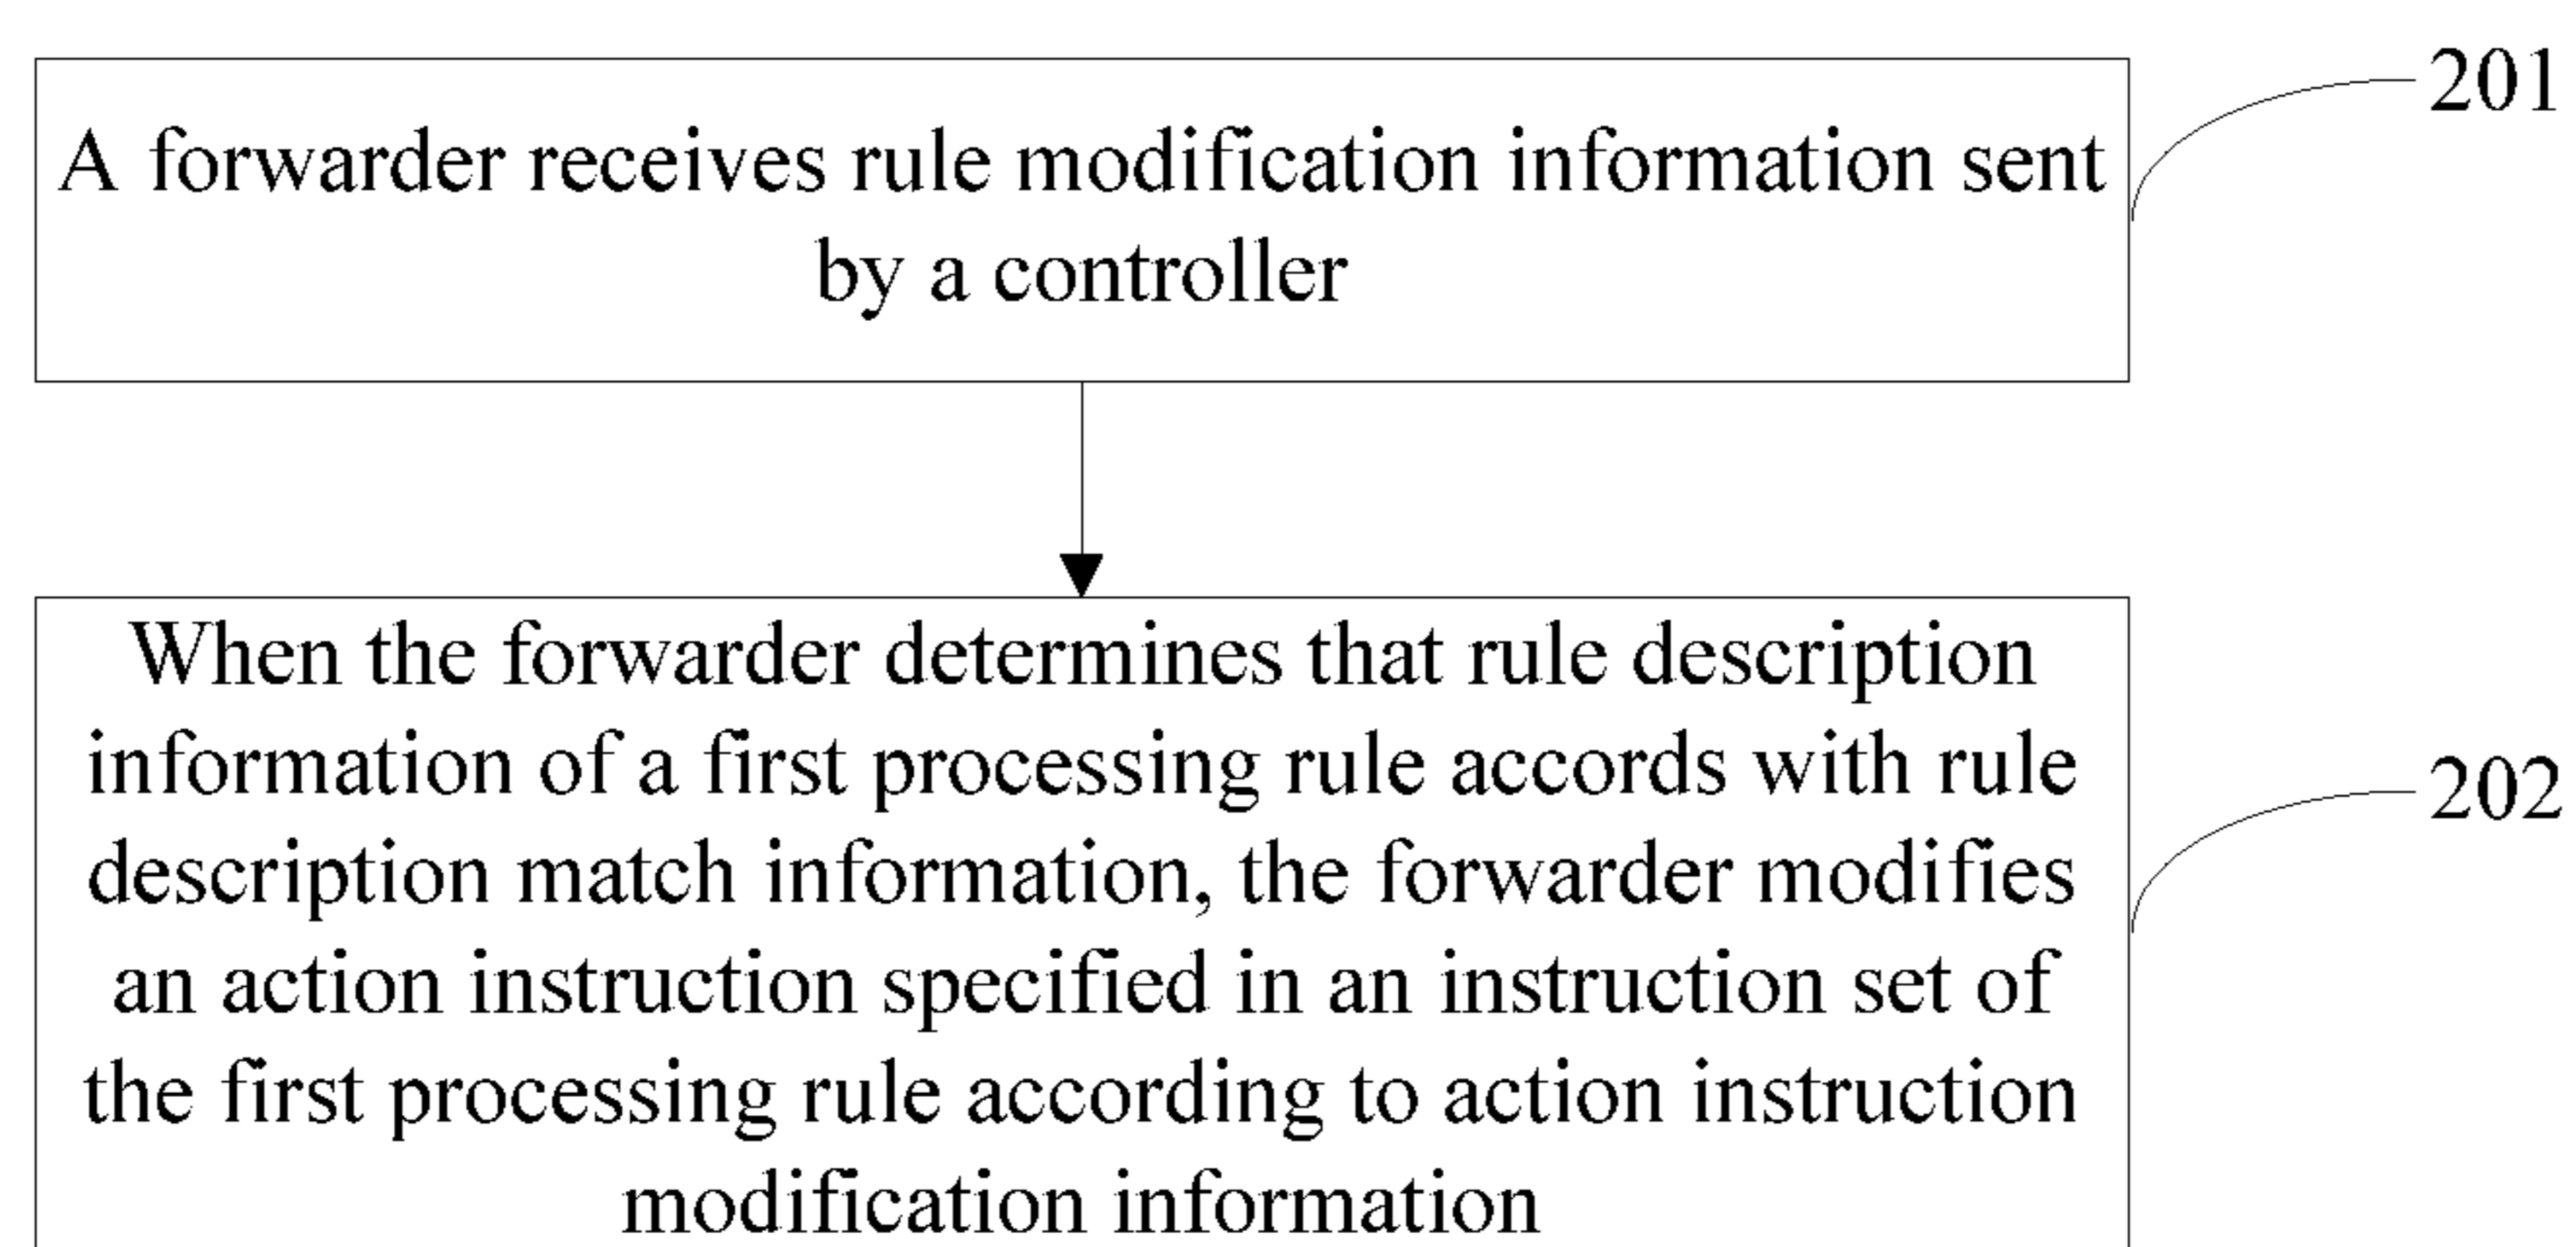 201
A forwarder receives rule modification information sent
by a controller
When the forwarder determines that rule description
information of a first processing rule accords with rule
202
description match information, the forwarder modifies
an action instruction specified in an instruction set of
the first processing rule according to action instruction
modification information